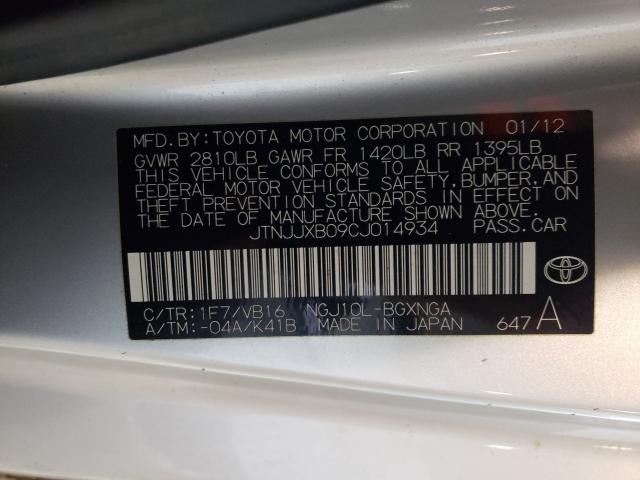 MFD.BY:TOYOTA MOTOR CORPORATION 01/12
GVWR 2810LB GAWR FR 1420LB RR 1395LB
THIS VEHICLE CONFORMS TO ALL APPLICABLE
FEDERAL MOTOR VEHICLE SAFETY,BUMPER,AND
THEFT PREVENTION STANDARDS IN EFFECT ON
THE DATE OF MANUFACTURE SHOWN ABOVE.
JTNJJXB09CJ014934 PASS.CAR
C/TR:1F7/VB16 NGJ10L-BGXNGA
A/TM:-04A/K41B MADE IN JAPAN 647 A